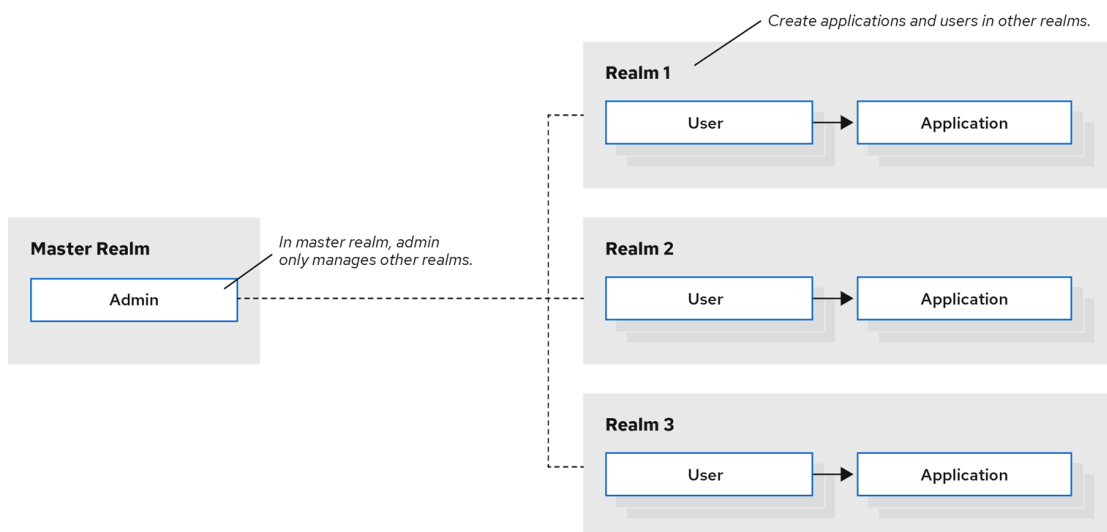 Create applications and users in other realms.
Realm 1
User
Application
Master Realm
In master realm, admin
only manages other realms.
Admin
Realm 2
User
Application
Realm 3
User
Application